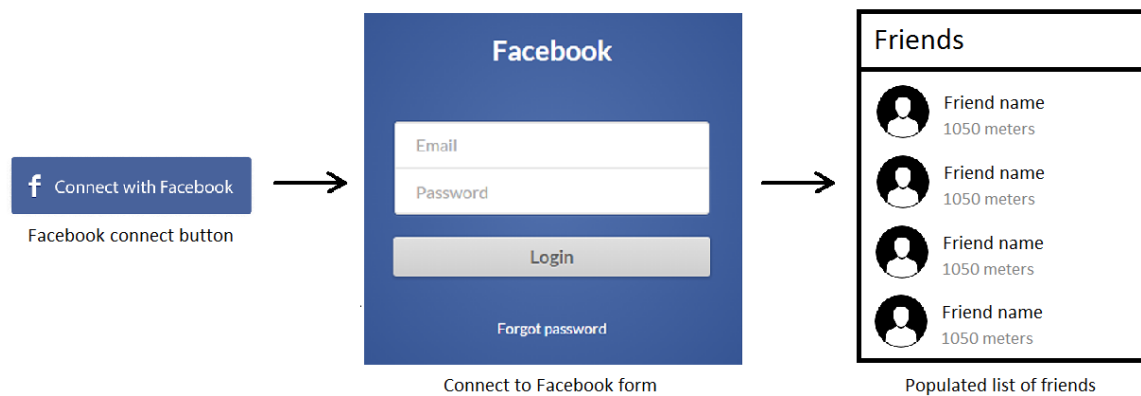 f Connect with Facebook
Facebook connect button
Facebook
Email
Password
Login
Forgot password
Connect to Facebook form
Friends
Friend name
1050 meters
Friend name
1050 meters
Friend name
1050 meters
Friend name
1050 meters
Populated list of friends